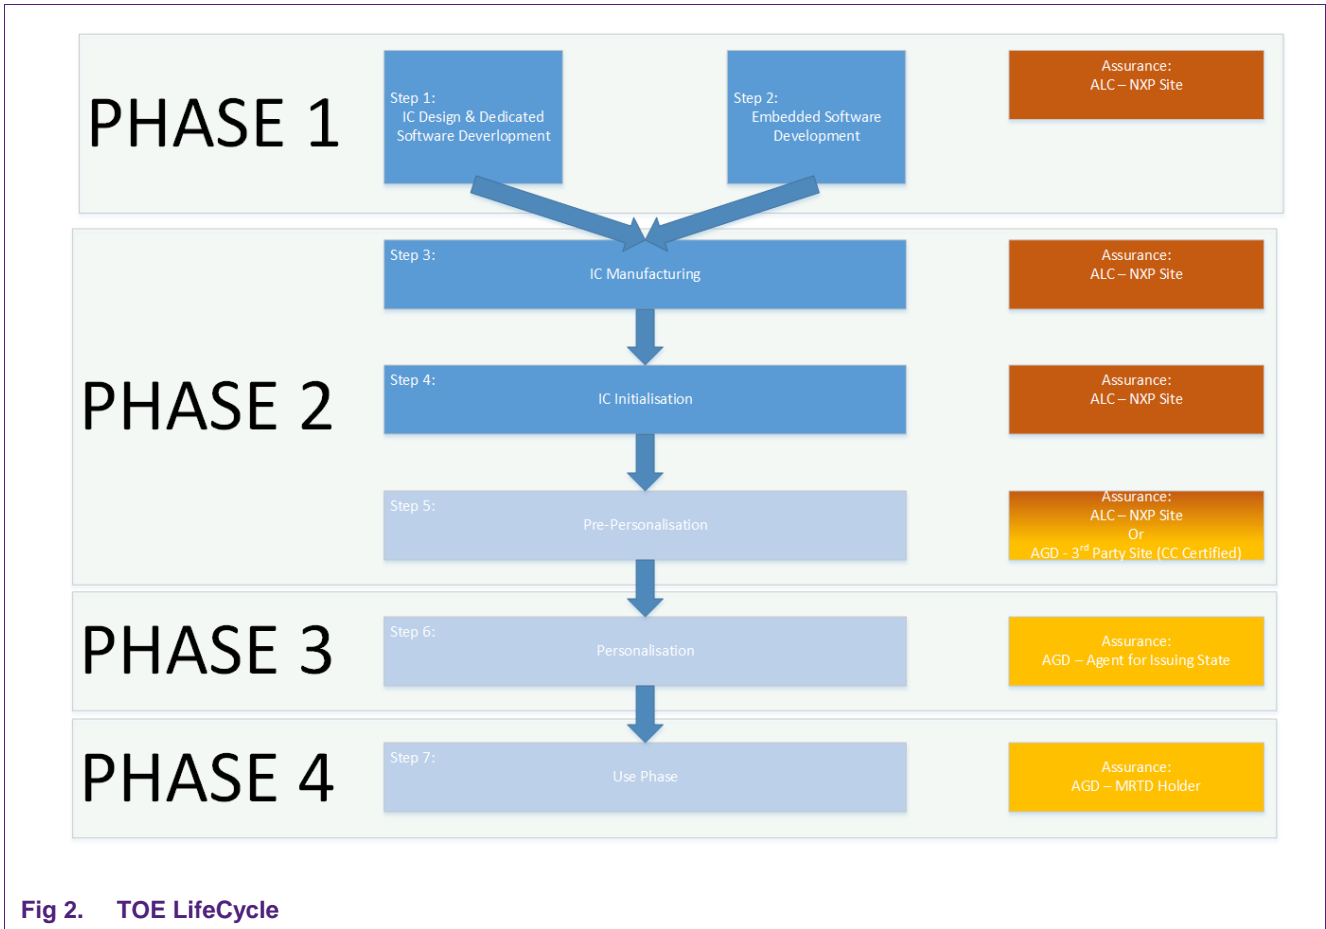 PHASE 1
Step 1:
IC Design & Dedicated
Software Deverlopment
Step 2:
Embedded Software
Development
Assurance:
ALC – NXP Site
PHASE 2
Step 3:
IC Manufacturing
Assurance:
ALC – NXP Site
Step 4:
IC Initialisation
Assurance:
ALC – NXP Site
Step 5:
Pre-Personalisation
Assurance:
ALC – NXP Site
Or
AGD - 3rd Party Site (CC Certified)
PHASE 3
Step 6:
Personalisation
Assurance:
AGD – Agent for Issuing State
PHASE 4
Step 7:
Use Phase
Assurance:
AGD – MRTD Holder
Fig 2. TOE LifeCycle